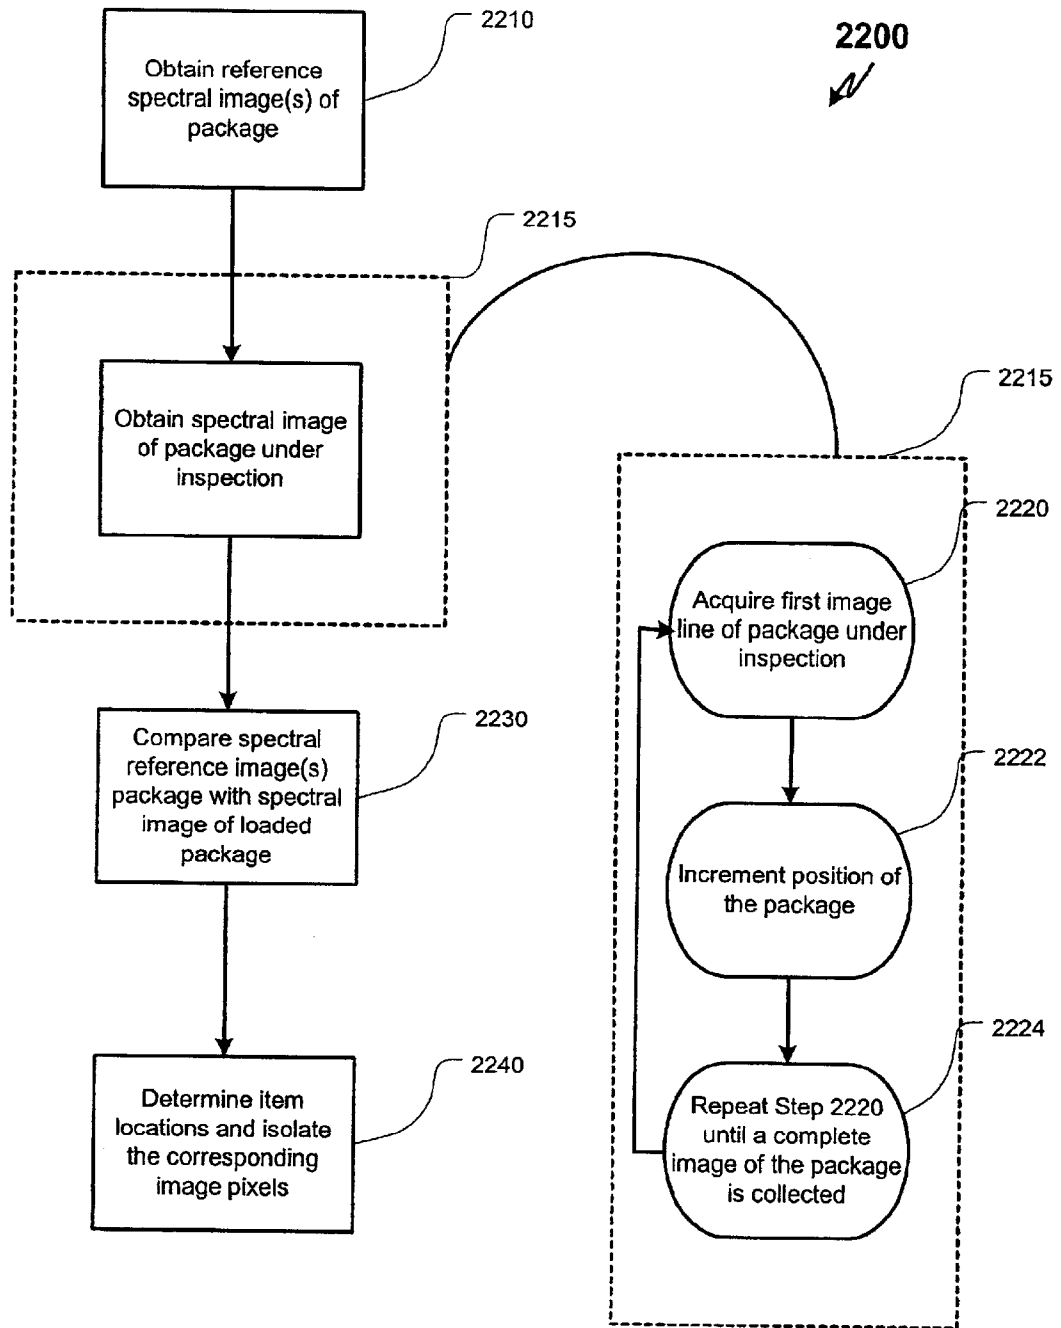 2210
2200
Obtain reference
spectral image(s) of
package
2215
Obtain spectral image
of package under
inspection
2215
2220
Acquire first image
line of package under
inspection
2230
Compare spectral
reference image(s)
package with spectral
image of loaded
package
2222
Increment position of
the package
2224
Repeat Step 2220
until a complete
image of the package
is collected
2240
Determine item
locations and isolate
the corresponding
image pixels